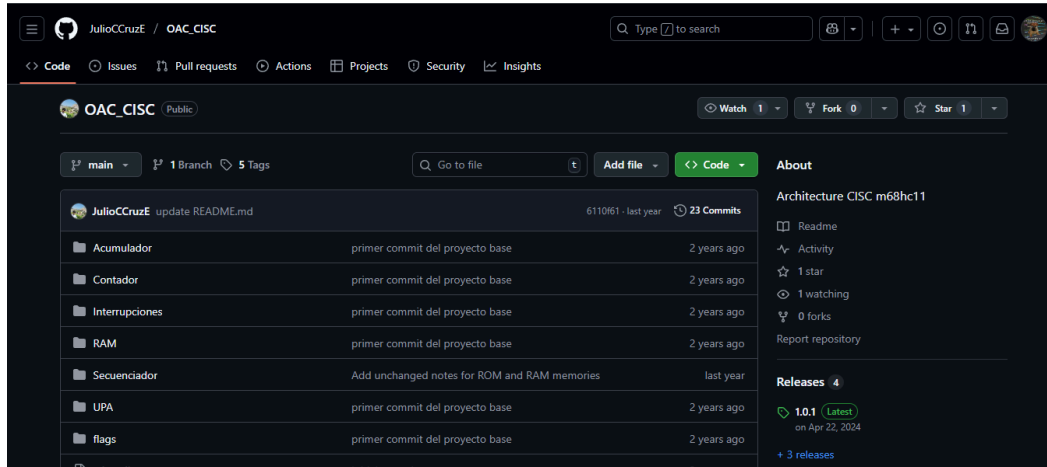 JulioCCruzE / OAC_CISC Type / to search
Code Issues Pull requests Actions Projects Security Insights
OAC_CISC Public Watch 1 Fork 0 Star 1
main 1 Branch 5 Tags Go to file t Add file Code
JulioCCruzE update README.md 6110f61 · last year 23 Commits
Acumulador primer commit del proyecto base 2 years ago
Contador primer commit del proyecto base 2 years ago
Interrupciones primer commit del proyecto base 2 years ago
RAM primer commit del proyecto base 2 years ago
Secuenciador Add unchanged notes for ROM and RAM memories last year
UPA primer commit del proyecto base 2 years ago
flags primer commit del proyecto base 2 years ago
About
Architecture CISC m68hc11
Readme
Activity
1 star
1 watching
0 forks
Report repository
Releases 4
1.0.1 Latest
on Apr 22, 2024
+ 3 releases